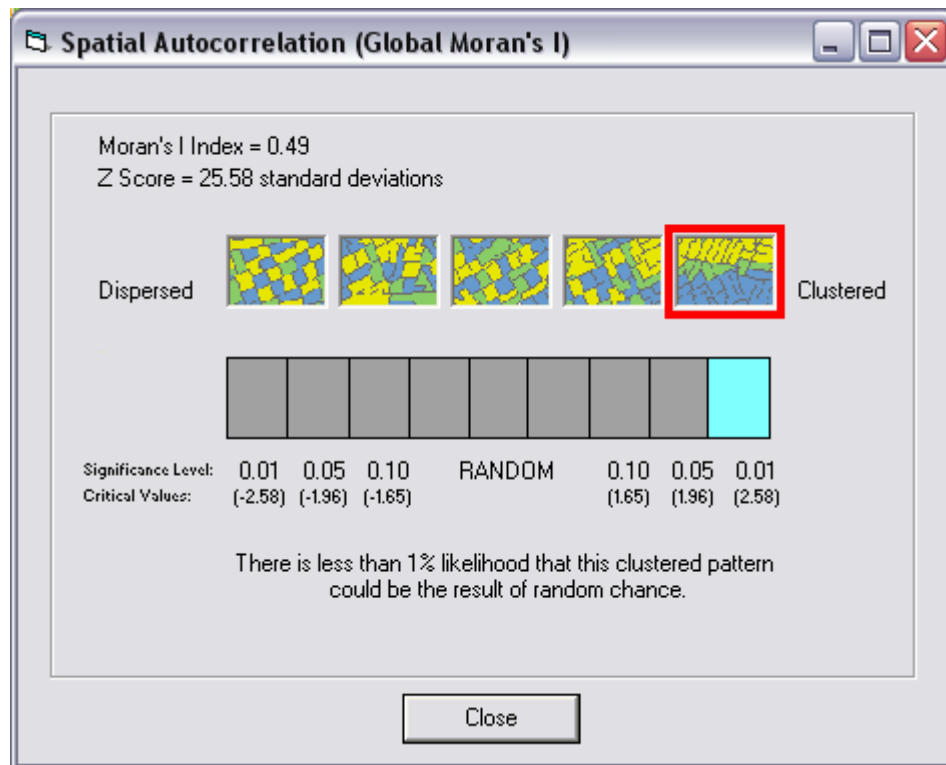 Spatial Autocorrelation (Global Moran's I)
Moran's I Index = 0.49
Z Score = 25.58 standard deviations
Dispersed
Clustered
Significance Level: 0.01 0.05 0.10 RANDOM 0.10 0.05 0.01
Critical Values: (-2.58) (-1.96) (-1.65) (1.65) (1.96) (2.58)
There is less than 1% likelihood that this clustered pattern
could be the result of random chance.
Close